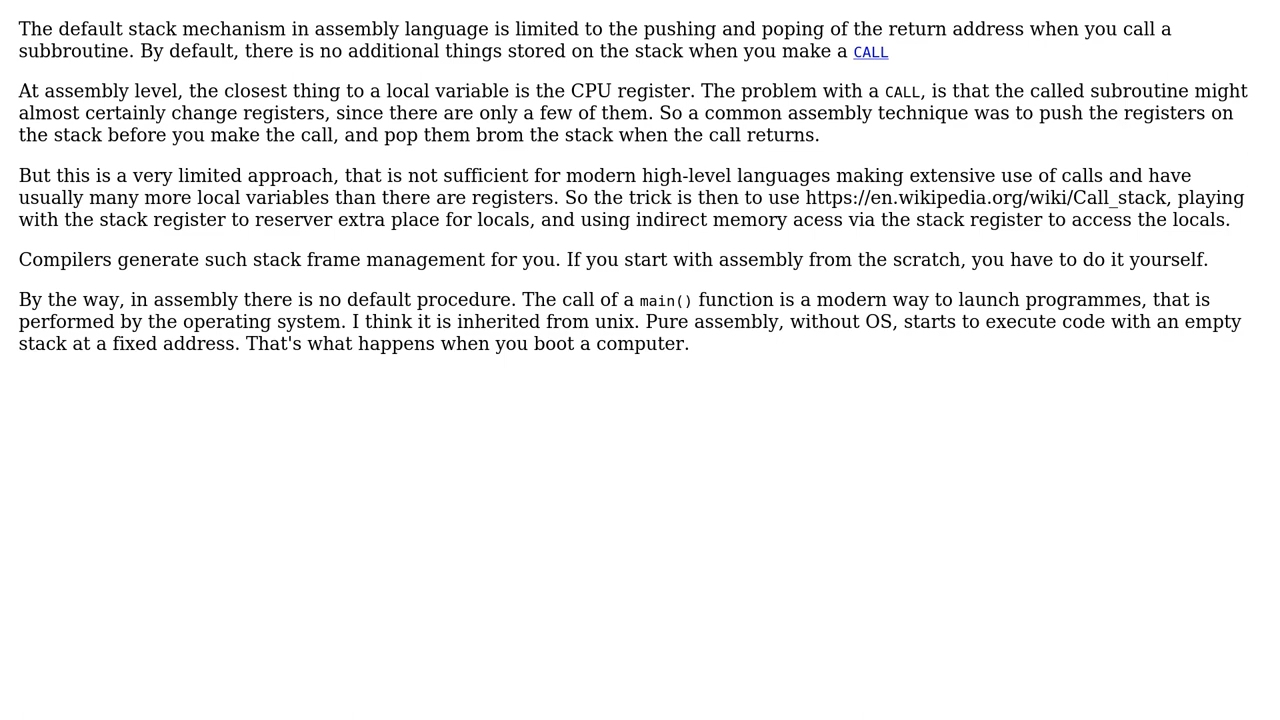 The default stack mechanism in assembly language is limited to the pushing and poping of the return address when you call a
subbroutine. By default, there is no additional things stored on the stack when you make a CALL
At assembly level, the closest thing to a local variable is the CPU register. The problem with a CALL, is that the called subroutine might
almost certainly change registers, since there are only a few of them. So a common assembly technique was to push the registers on
the stack before you make the call, and pop them brom the stack when the call returns.
But this is a very limited approach, that is not sufficient for modern high-level languages making extensive use of calls and have
usually many more local variables than there are registers. So the trick is then to use https://en.wikipedia.org/wiki/Call_stack, playing
with the stack register to reserver extra place for locals, and using indirect memory acess via the stack register to access the locals.
Compilers generate such stack frame management for you. If you start with assembly from the scratch, you have to do it yourself.
By the way, in assembly there is no default procedure. The call of a main() function is a modern way to launch programmes, that is
performed by the operating system. I think it is inherited from unix. Pure assembly, without OS, starts to execute code with an empty
stack at a fixed address. That's what happens when you boot a computer.